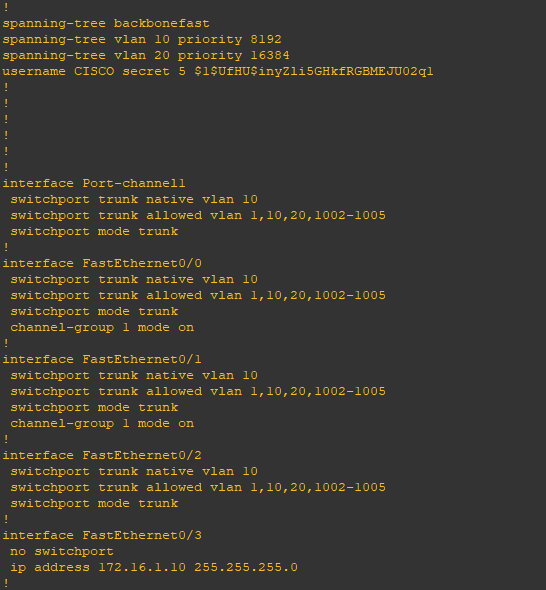 !
spanning-tree backbonefast
spanning-tree vlan 10 priority 8192
spanning-tree vlan 20 priority 16384
username CISCO secret 5 $1$UfHU$inyZli5GHkfRGBMEJU02q1
!
!
!
!
!
!
interface Port-channel1
 switchport trunk native vlan 10
 switchport trunk allowed vlan 1,10,20,1002-1005
 switchport mode trunk
!
interface FastEthernet0/0
 switchport trunk native vlan 10
 switchport trunk allowed vlan 1,10,20,1002-1005
 switchport mode trunk
 channel-group 1 mode on
!
interface FastEthernet0/1
 switchport trunk native vlan 10
 switchport trunk allowed vlan 1,10,20,1002-1005
 switchport mode trunk
 channel-group 1 mode on
!
interface FastEthernet0/2
 switchport trunk native vlan 10
 switchport trunk allowed vlan 1,10,20,1002-1005
 switchport mode trunk
!
interface FastEthernet0/3
 no switchport
 ip address 172.16.1.10 255.255.255.0
!